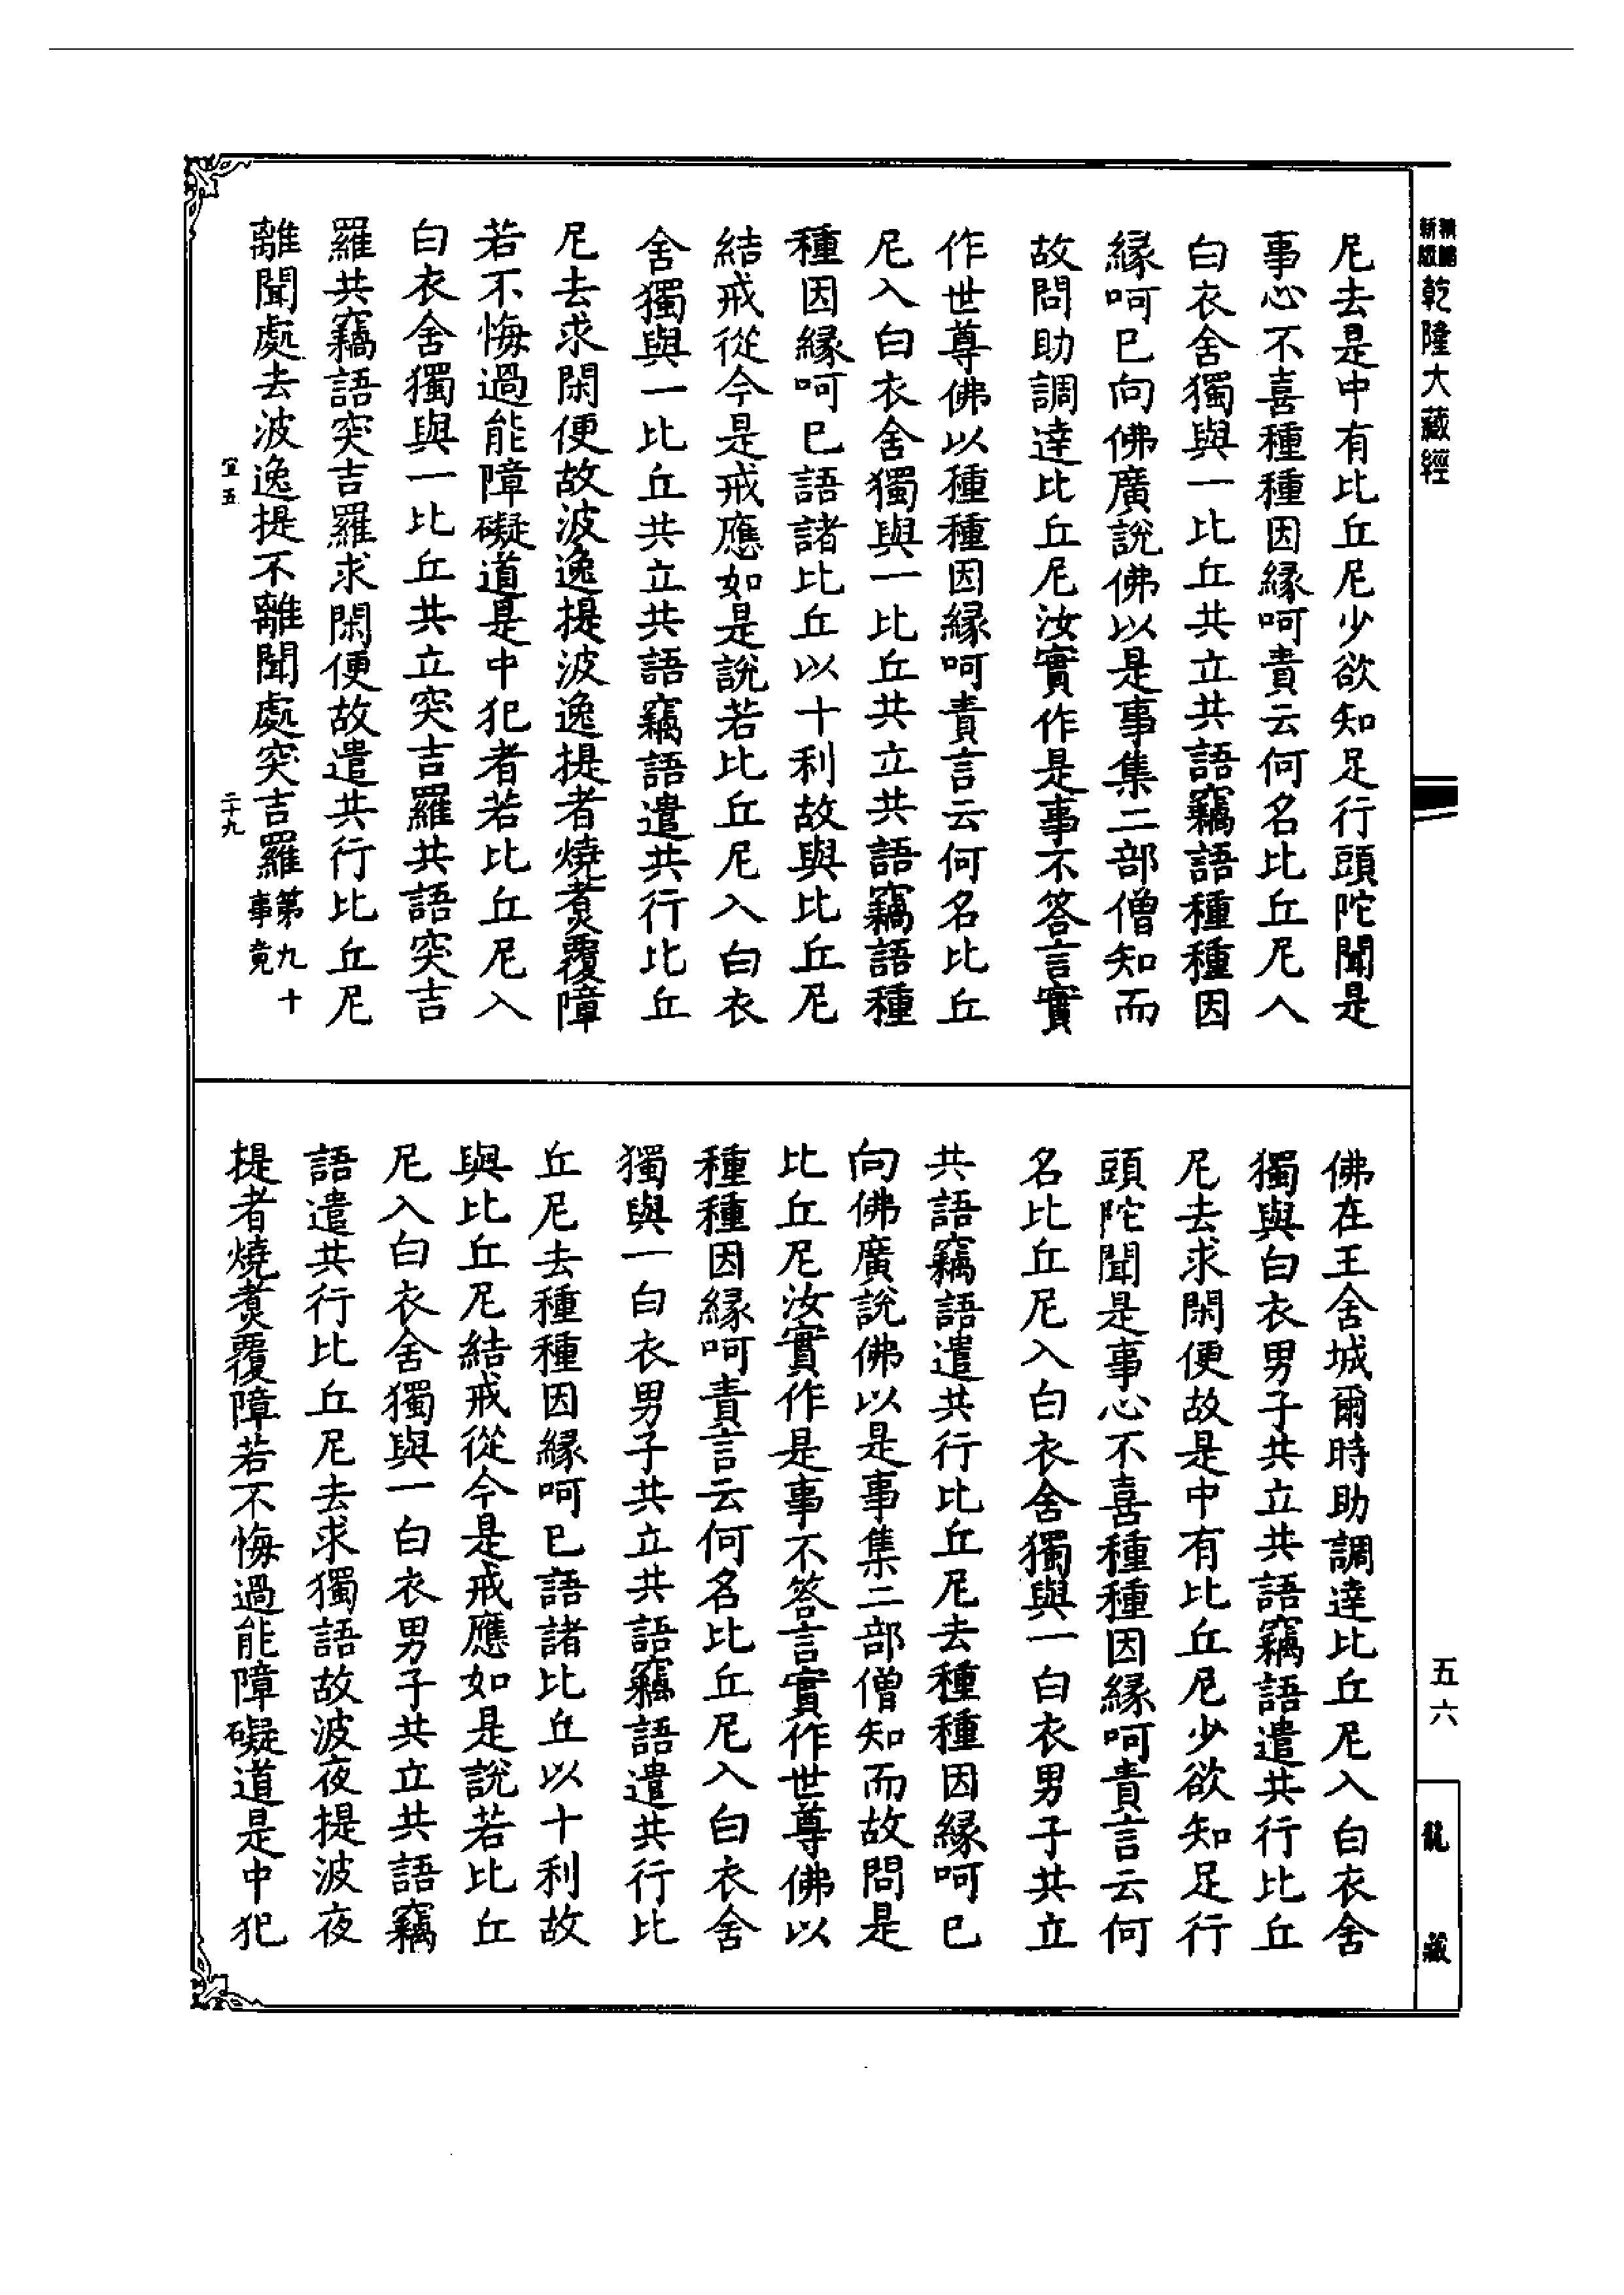 乾隆大藏經
尼去是中有比丘尼少欲知足行頭陀聞是
事心不喜種種因緣呵責云何名比丘尼入
白衣舍獨與一比丘共立共語竊語種種因
緣呵已向佛廣說佛以是事集二部僧知而
故問助調達比丘尼汝實作是事不答言實
作世尊佛以種種因緣呵責言云何名比丘
尼入白衣舍獨與一比丘共立共語竊語種
種因緣呵已語諸比丘以十利故與比丘尼
結戒從今是戒應如是說若比丘尼入白衣
舍獨與一比丘共立共語竊語遣共行比丘
尼去求閑便故波逸提波逸提者燒煑覆障
若不悔過能障礙道是中犯者若比丘尼入
白衣舍獨與一比丘共立突吉羅共語突吉
羅共竊語突吉羅求閑便故遣共行比丘尼
離聞處去波逸提不離聞處突吉羅第九十事竟
二十九
佛在王舍城爾時助調達比丘尼入白衣舍
獨與白衣男子共立共語竊語遣共行比丘
尼去求閑便故是中有比丘尼少欲知足行
頭陀聞是事心不喜種種因緣呵責言云何
名比丘尼入白衣舍獨與一白衣男子共立
共語竊語遣共行比丘尼去種種因緣呵已
向佛廣說佛以是事集二部僧知而故問是
比丘尼汝實作是事不答言實作世尊佛以
種種因緣呵責言云何名比丘尼入白衣舍
獨與一白衣男子共立共語竊語遣共行比
丘尼去種種因緣呵已語諸比丘以十利故
與比丘尼結戒從今是戒應如是說若比丘
尼入白衣舍獨與一白衣男子共立共語竊
語遣共行比丘尼去求獨語故波夜提波夜
提者燒煑覆障若不悔過能障礙道是中犯
五六
龍藏